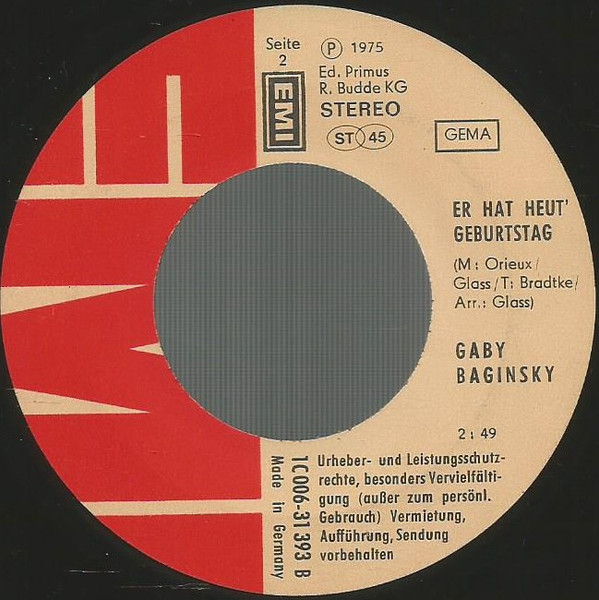 Seite
2
EMI
Ⓟ 1975
Ed. Primus
R. Budde KG
STEREO
ST 45
GEMA
ER HAT HEUT'
GEBURTSTAG
(M: Orieux/
Glass/T: Bradtke/
Arr.: Glass)
GABY
BAGINSKY
2:49
Urheber- und Leistungsschutz-
rechte, besonders Vervielfälti-
gung (außer zum persönl.
Gebrauch) Vermietung,
Aufführung, Sendung
vorbehalten
1C006-31 393 B
Made in Germany
EMI